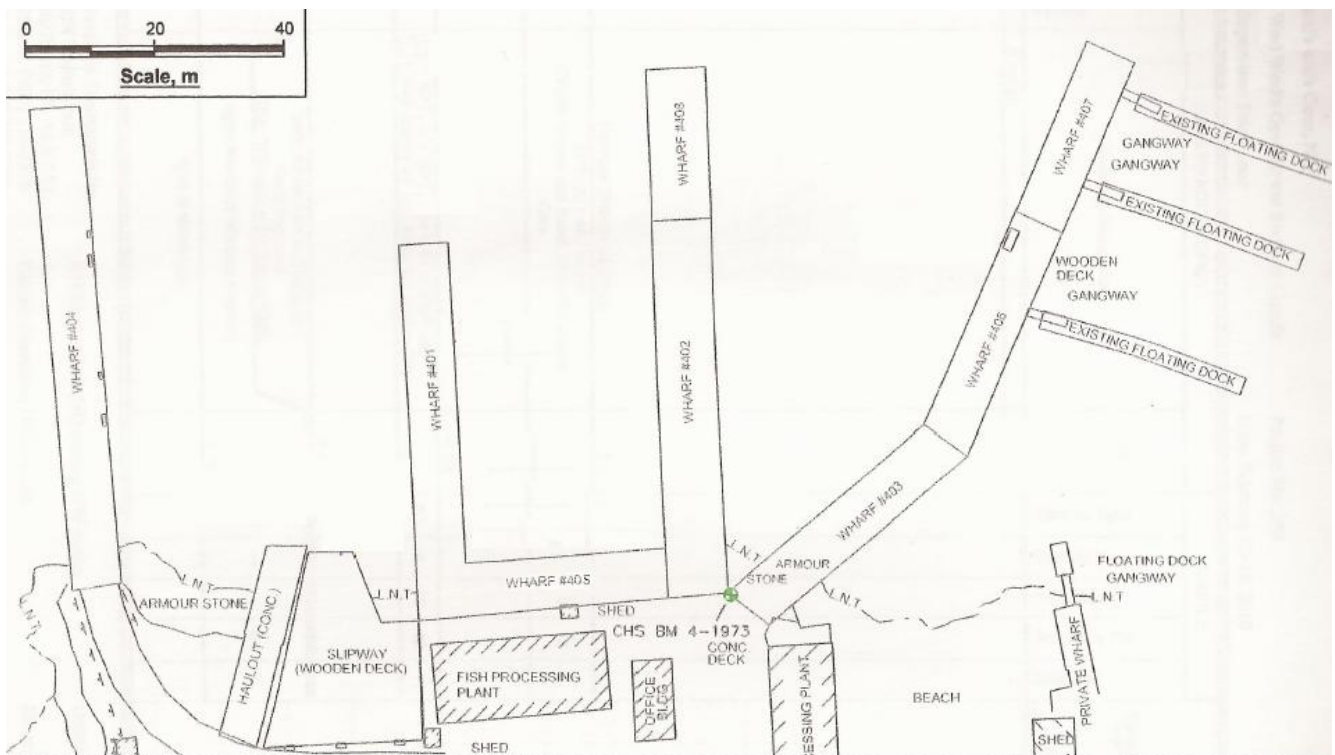 0 20 40
Scale, m
WHARF #404
WHARF #401
WHARF
WHARF #402
WHARF #407
WHARF
WHARF #403
WHARF #405
EXISTING FLOATING DOCK
GANGWAY
GANGWAY
EXISTING FLOATING DOCK
WOODEN
DECK
GANGWAY
EXISTING FLOATING DOCK
L.N.T
ARMOUR
STONE
L.N.T
FLOATING DOCK
GANGWAY
L.N.T
PRIVATE WHARF
SHED
BEACH
L.N.T
L.N.T
ARMOUR STONE
HAULOUT (CONC.)
SLIPWAY
(WOODEN DECK)
L.N.T
SHED
CHS BM 4-1973
CONC.
DECK
FISH PROCESSING
PLANT
OFFICE
BLDG
CESSING PLANT
SHED